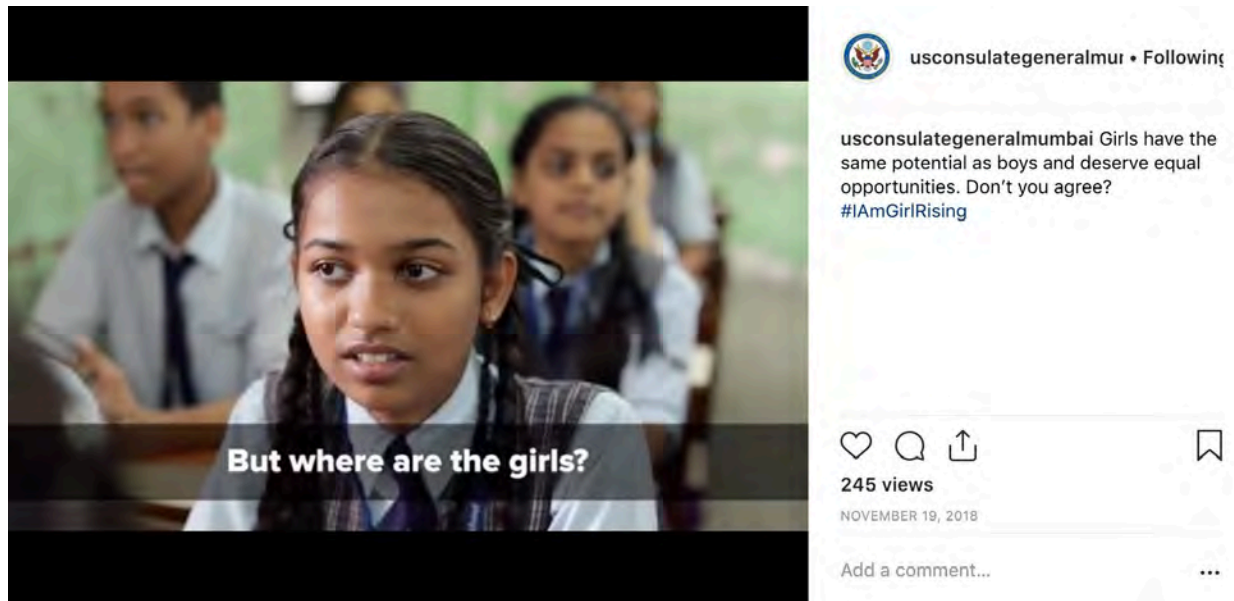 usconsulategeneralmur • Following
usconsulategeneralmumbai Girls have the
same potential as boys and deserve equal
opportunities. Don't you agree?
#IAmGirlRising
But where are the girls?
245 views
NOVEMBER 19, 2018
Add a comment...